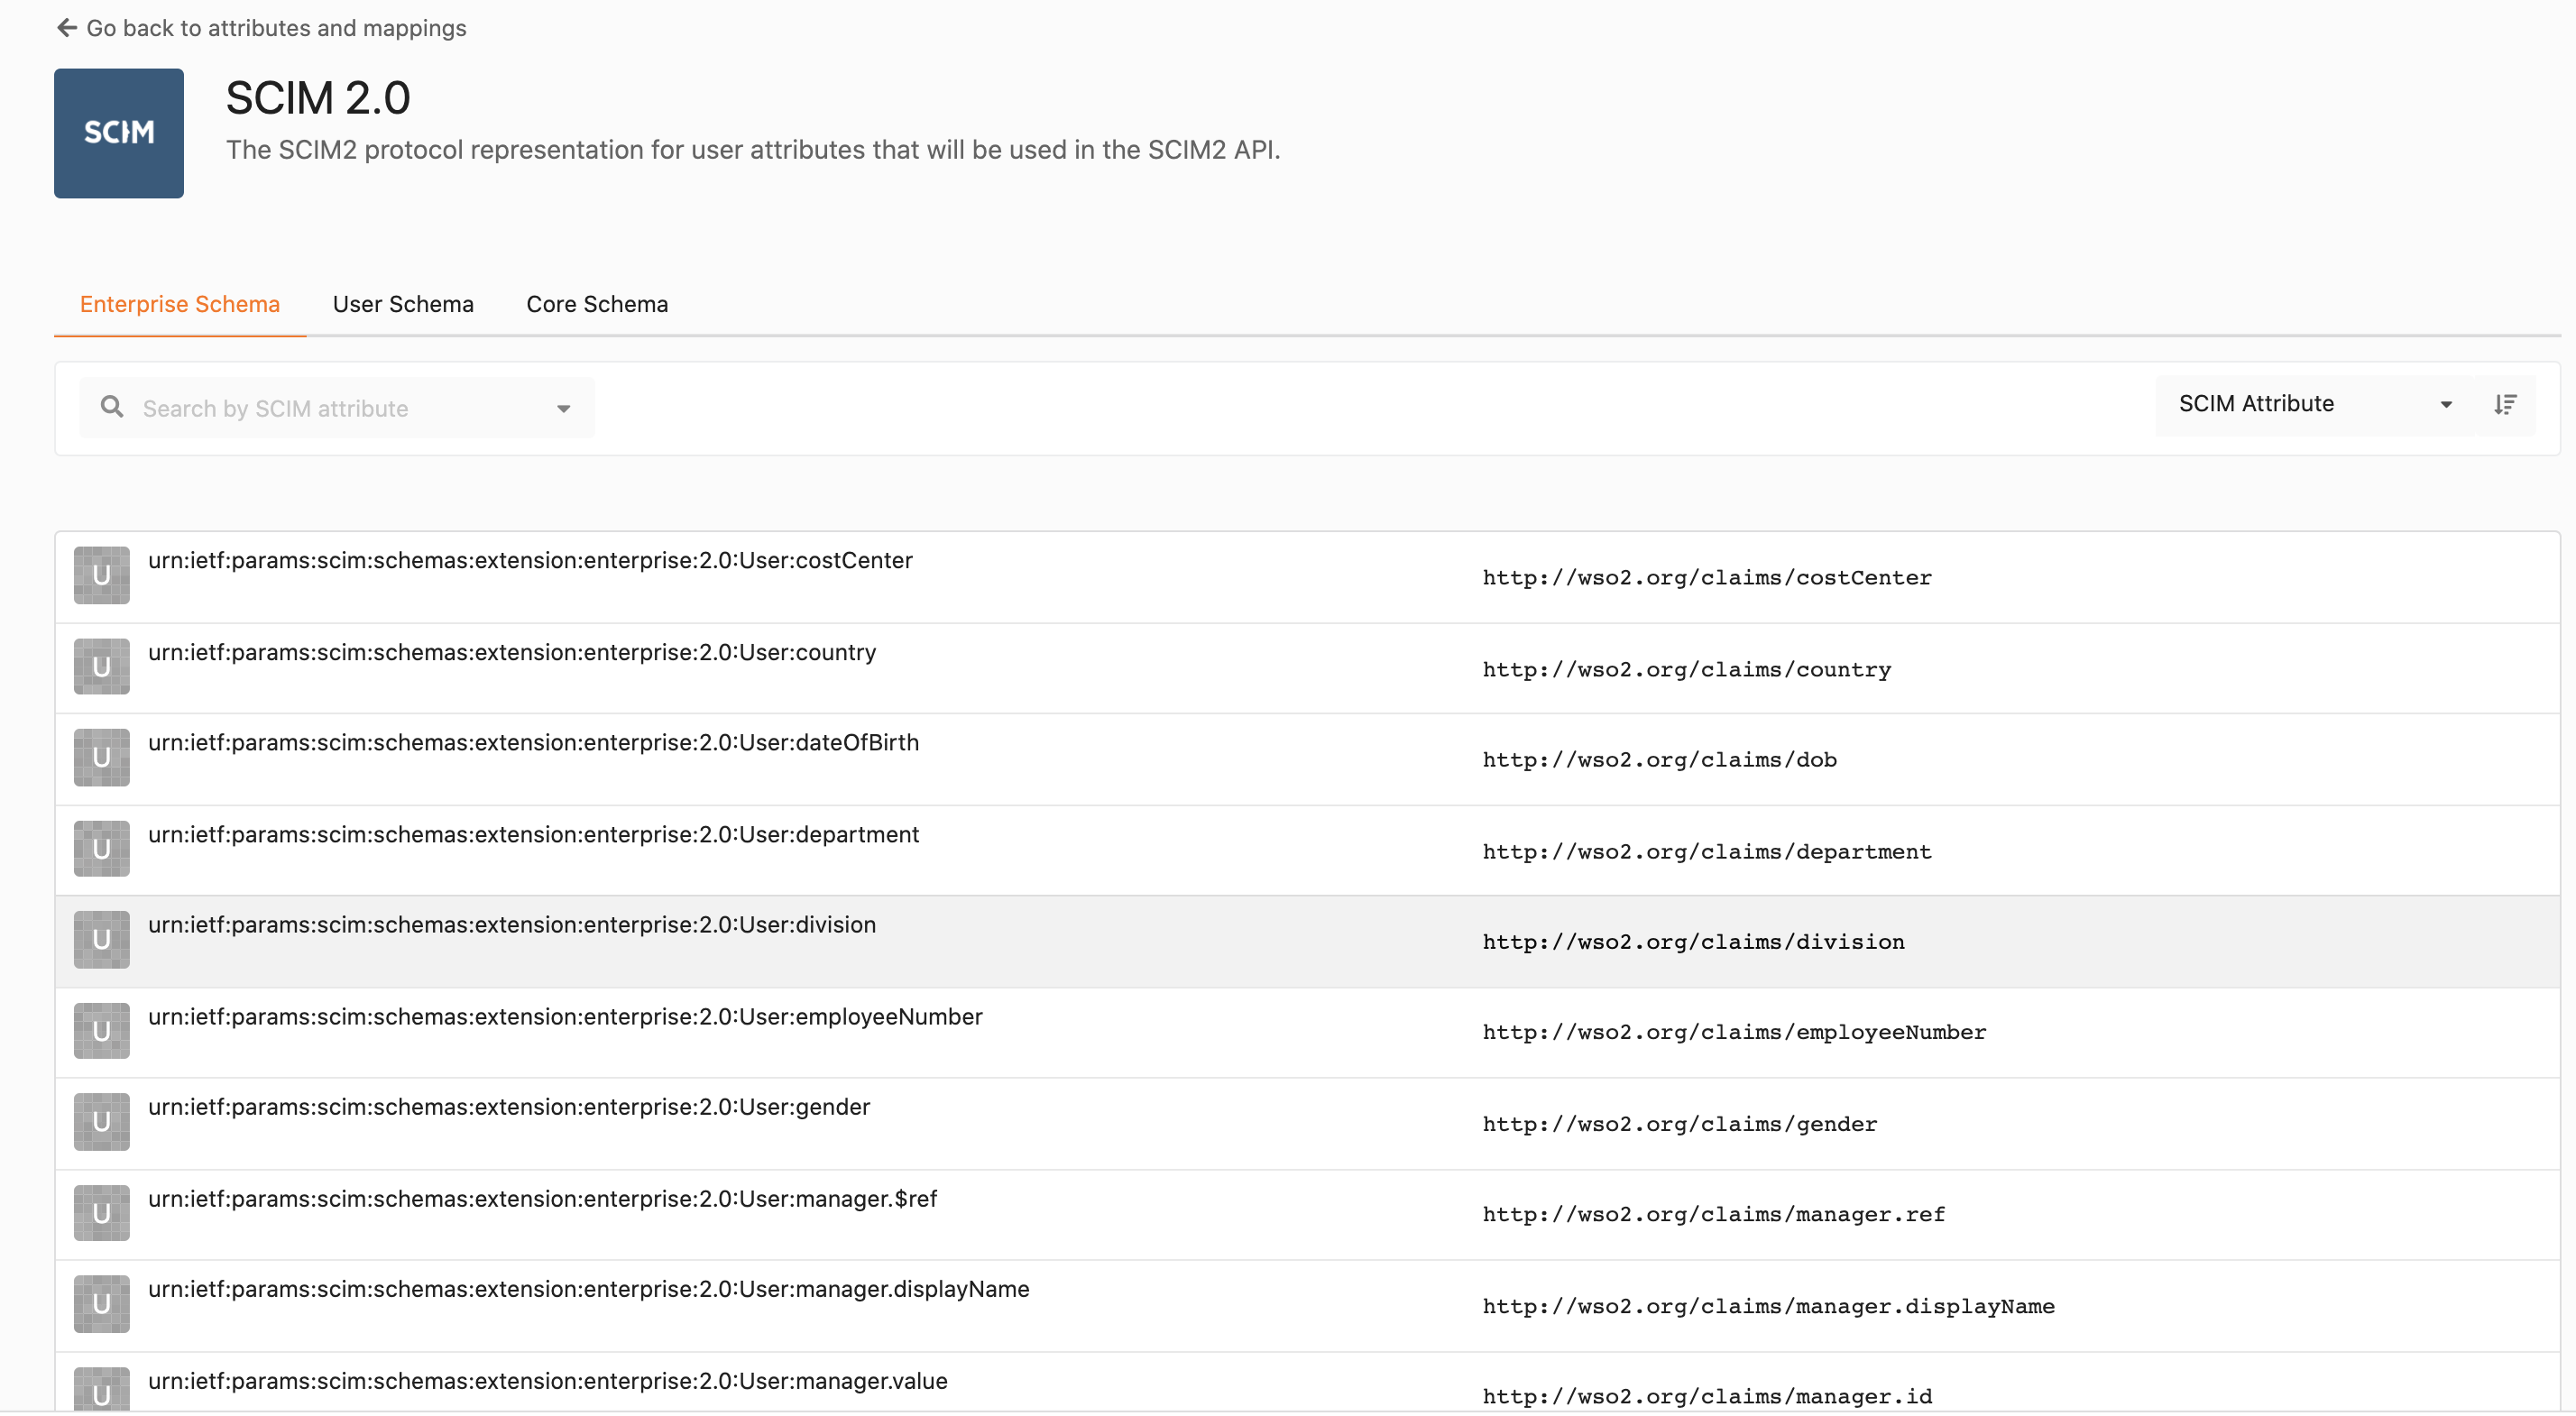 Go back to attributes and mappings
SCIM
SCIM 2.0
The SCIM2 protocol representation for user attributes that will be used in the SCIM2 API.
Enterprise Schema User Schema Core Schema
Search by SCIM attribute SCIM Attribute
U urn:ietf:params:scim:schemas:extension:enterprise:2.0:User:costCenter http://wso2.org/claims/costCenter
U urn:ietf:params:scim:schemas:extension:enterprise:2.0:User:country http://wso2.org/claims/country
U urn:ietf:params:scim:schemas:extension:enterprise:2.0:User:dateOfBirth http://wso2.org/claims/dob
U urn:ietf:params:scim:schemas:extension:enterprise:2.0:User:department http://wso2.org/claims/department
U urn:ietf:params:scim:schemas:extension:enterprise:2.0:User:division http://wso2.org/claims/division
U urn:ietf:params:scim:schemas:extension:enterprise:2.0:User:employeeNumber http://wso2.org/claims/employeeNumber
U urn:ietf:params:scim:schemas:extension:enterprise:2.0:User:gender http://wso2.org/claims/gender
U urn:ietf:params:scim:schemas:extension:enterprise:2.0:User:manager.$ref http://wso2.org/claims/manager.ref
U urn:ietf:params:scim:schemas:extension:enterprise:2.0:User:manager.displayName http://wso2.org/claims/manager.displayName
U urn:ietf:params:scim:schemas:extension:enterprise:2.0:User:manager.value http://wso2.org/claims/manager.id